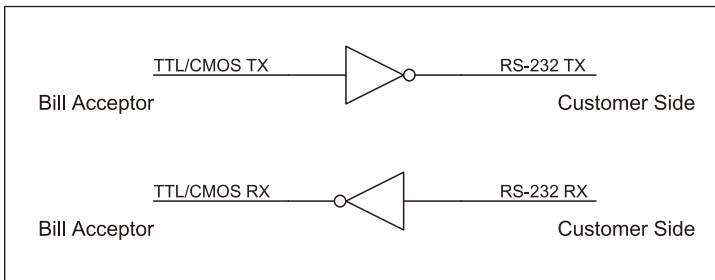 TTL/CMOS TX RS-232 TX
Bill Acceptor Customer Side
TTL/CMOS RX RS-232 RX
Bill Acceptor Customer Side